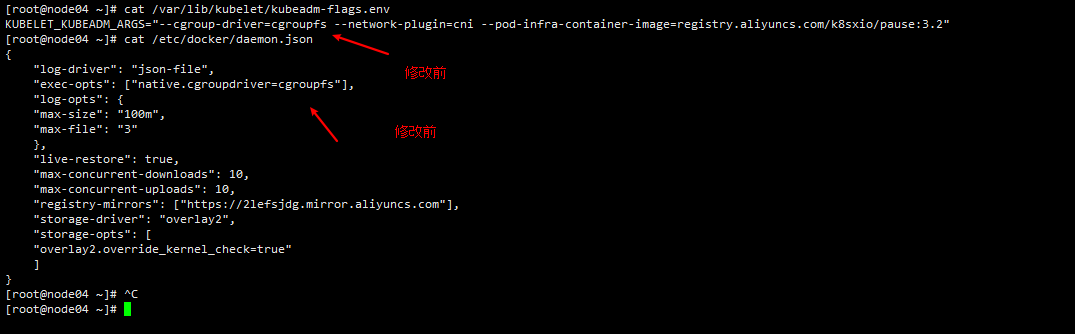 [root@node04 ~]# cat /var/lib/kubelet/kubeadm-flags.env
KUBELET_KUBEADM_ARGS="--cgroup-driver=cgroupfs --network-plugin=cni --pod-infra-container-image=registry.aliyuncs.com/k8sxio/pause:3.2"
[root@node04 ~]# cat /etc/docker/daemon.json
{
    "log-driver": "json-file",
修改前
    "exec-opts": ["native.cgroupdriver=cgroupfs"],
    "log-opts": {
    "max-size": "100m",
    "max-file": "3"
修改前
    },
    "live-restore": true,
    "max-concurrent-downloads": 10,
    "max-concurrent-uploads": 10,
    "registry-mirrors": ["https://2lefsjdg.mirror.aliyuncs.com"],
    "storage-driver": "overlay2",
    "storage-opts": [
    "overlay2.override_kernel_check=true"
    ]
}
[root@node04 ~]# ^C
[root@node04 ~]#